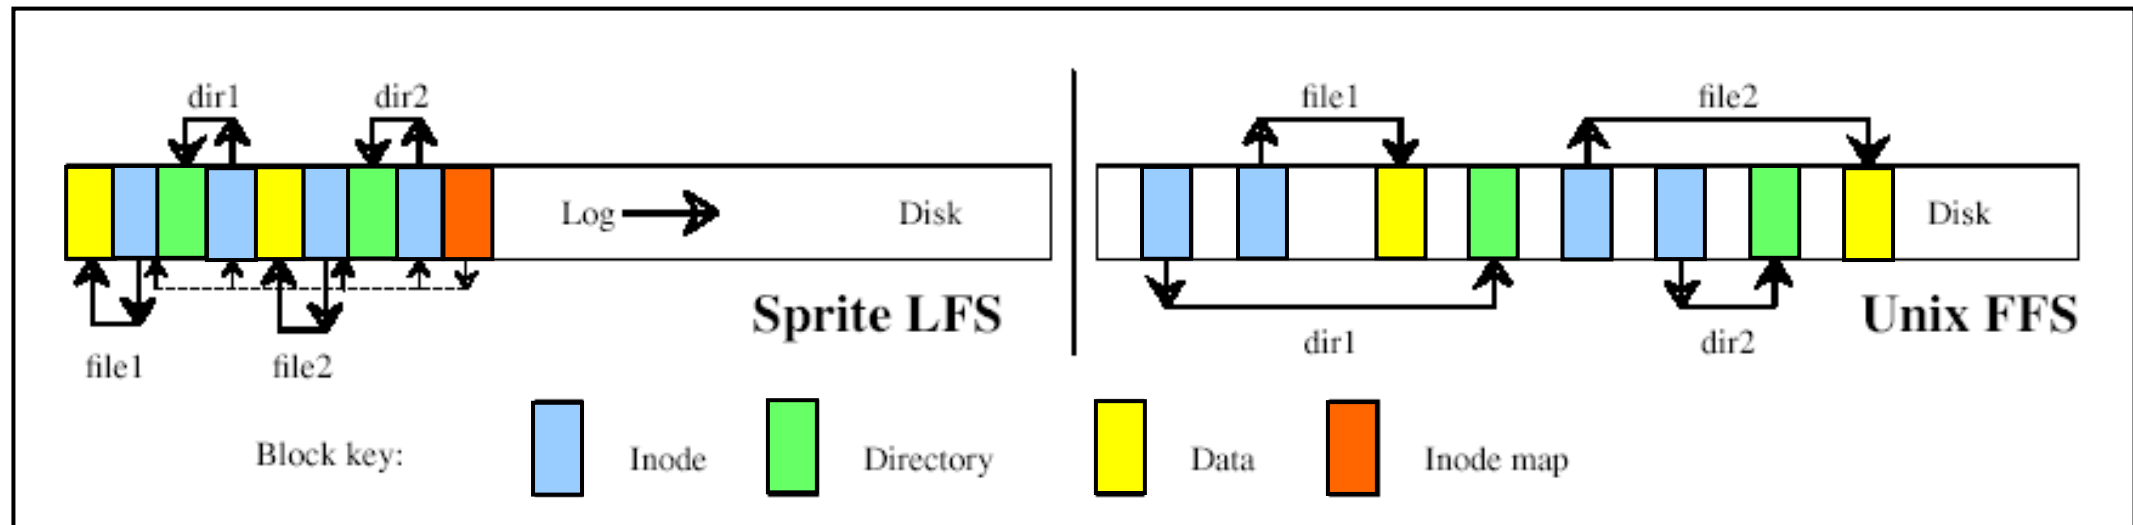 dir1 dir2
Log Disk
Sprite LFS
file1 file2
file1 file2
Disk
Unix FFS
dir1 dir2
Block key: Inode Directory Data Inode map